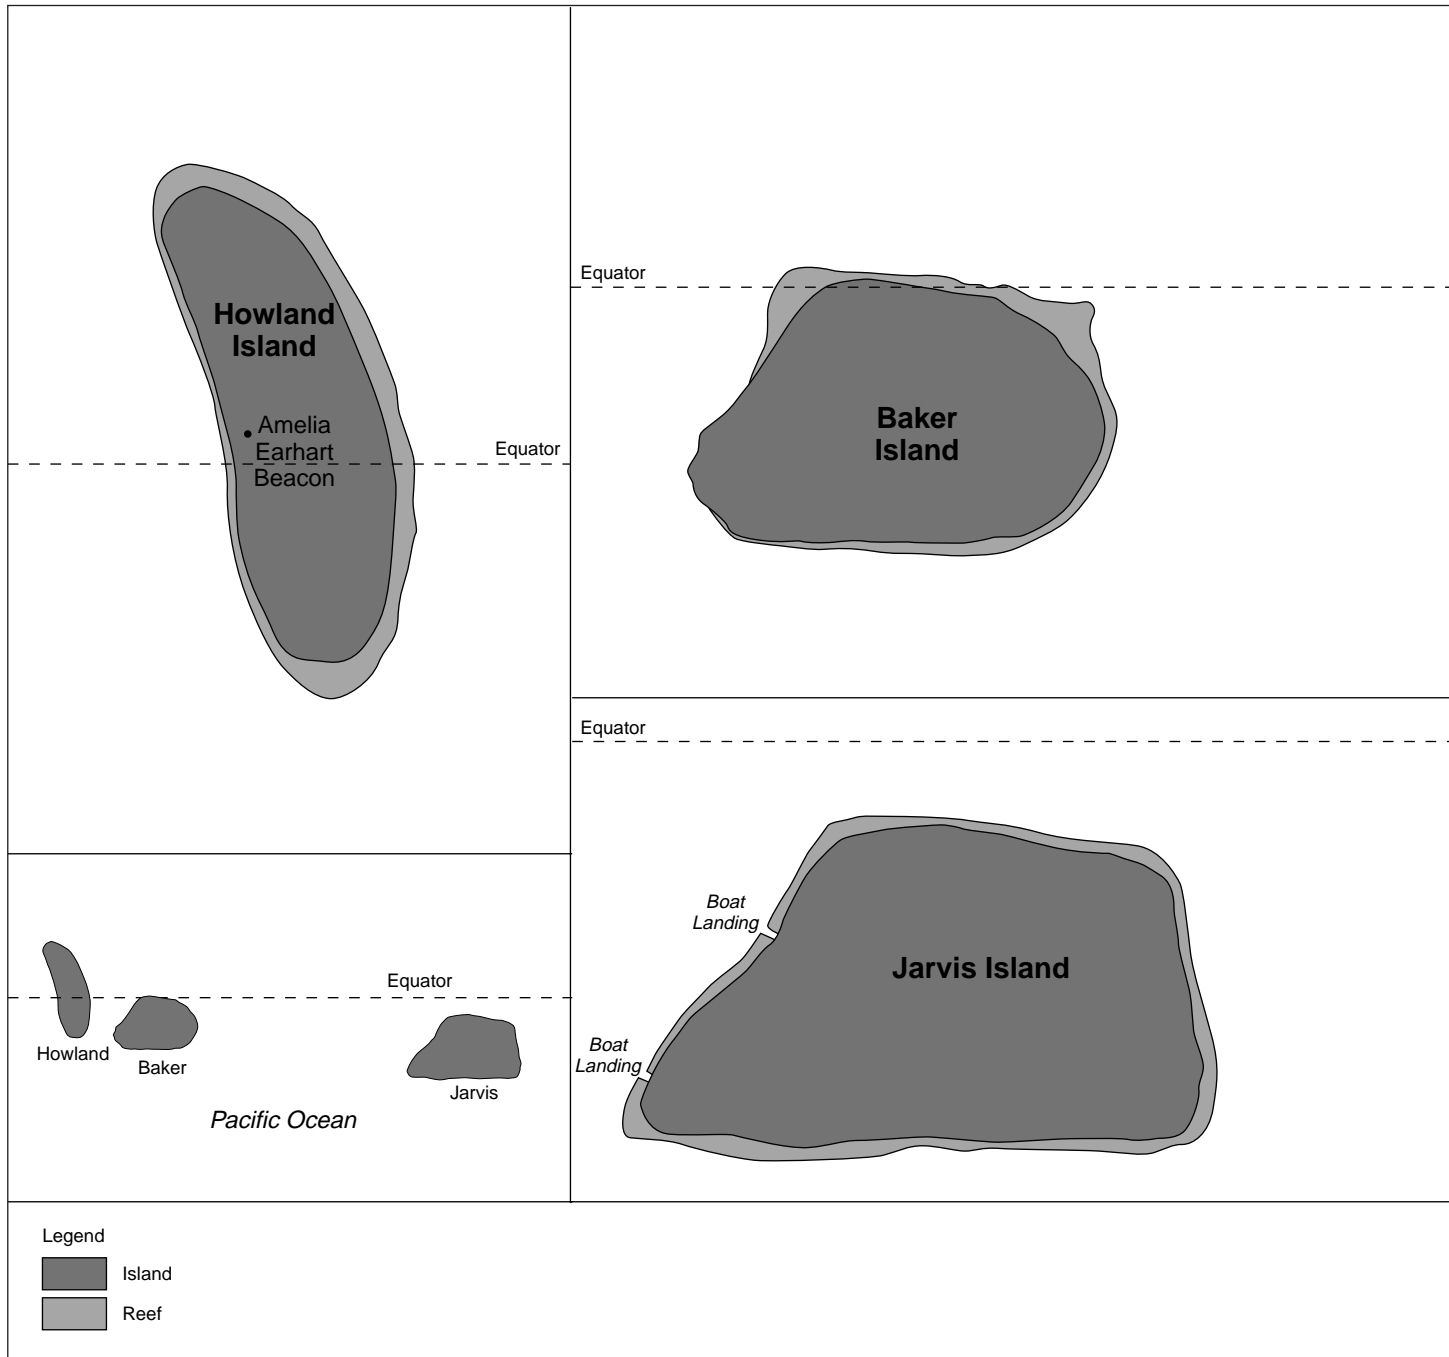 Howland
Island
Amelia
Earhart
Beacon
Equator
Equator
Baker
Island
Equator
Boat
Landing
Jarvis Island
Boat
Landing
Equator
Howland
Baker
Jarvis
Pacific Ocean
Legend
Island
Reef